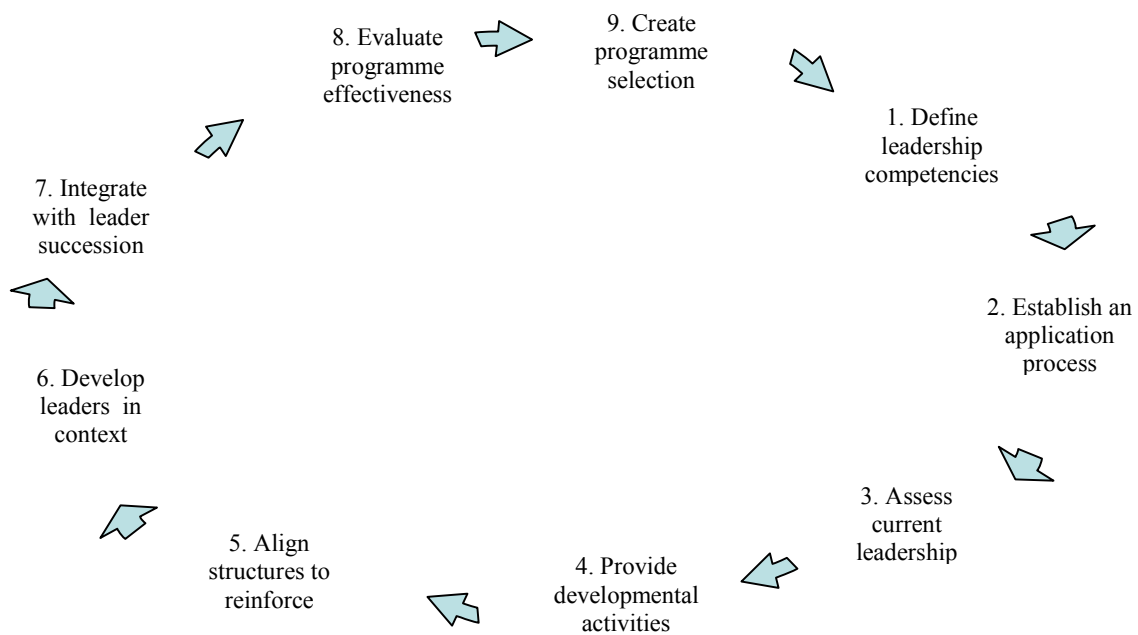 8. Evaluate
programme
effectiveness
9. Create
programme
selection
1. Define
leadership
competencies
2. Establish an
application
process
3. Assess
current
leadership
4. Provide
developmental
activities
5. Align
structures to
reinforce
6. Develop
leaders in
context
7. Integrate
with leader
succession